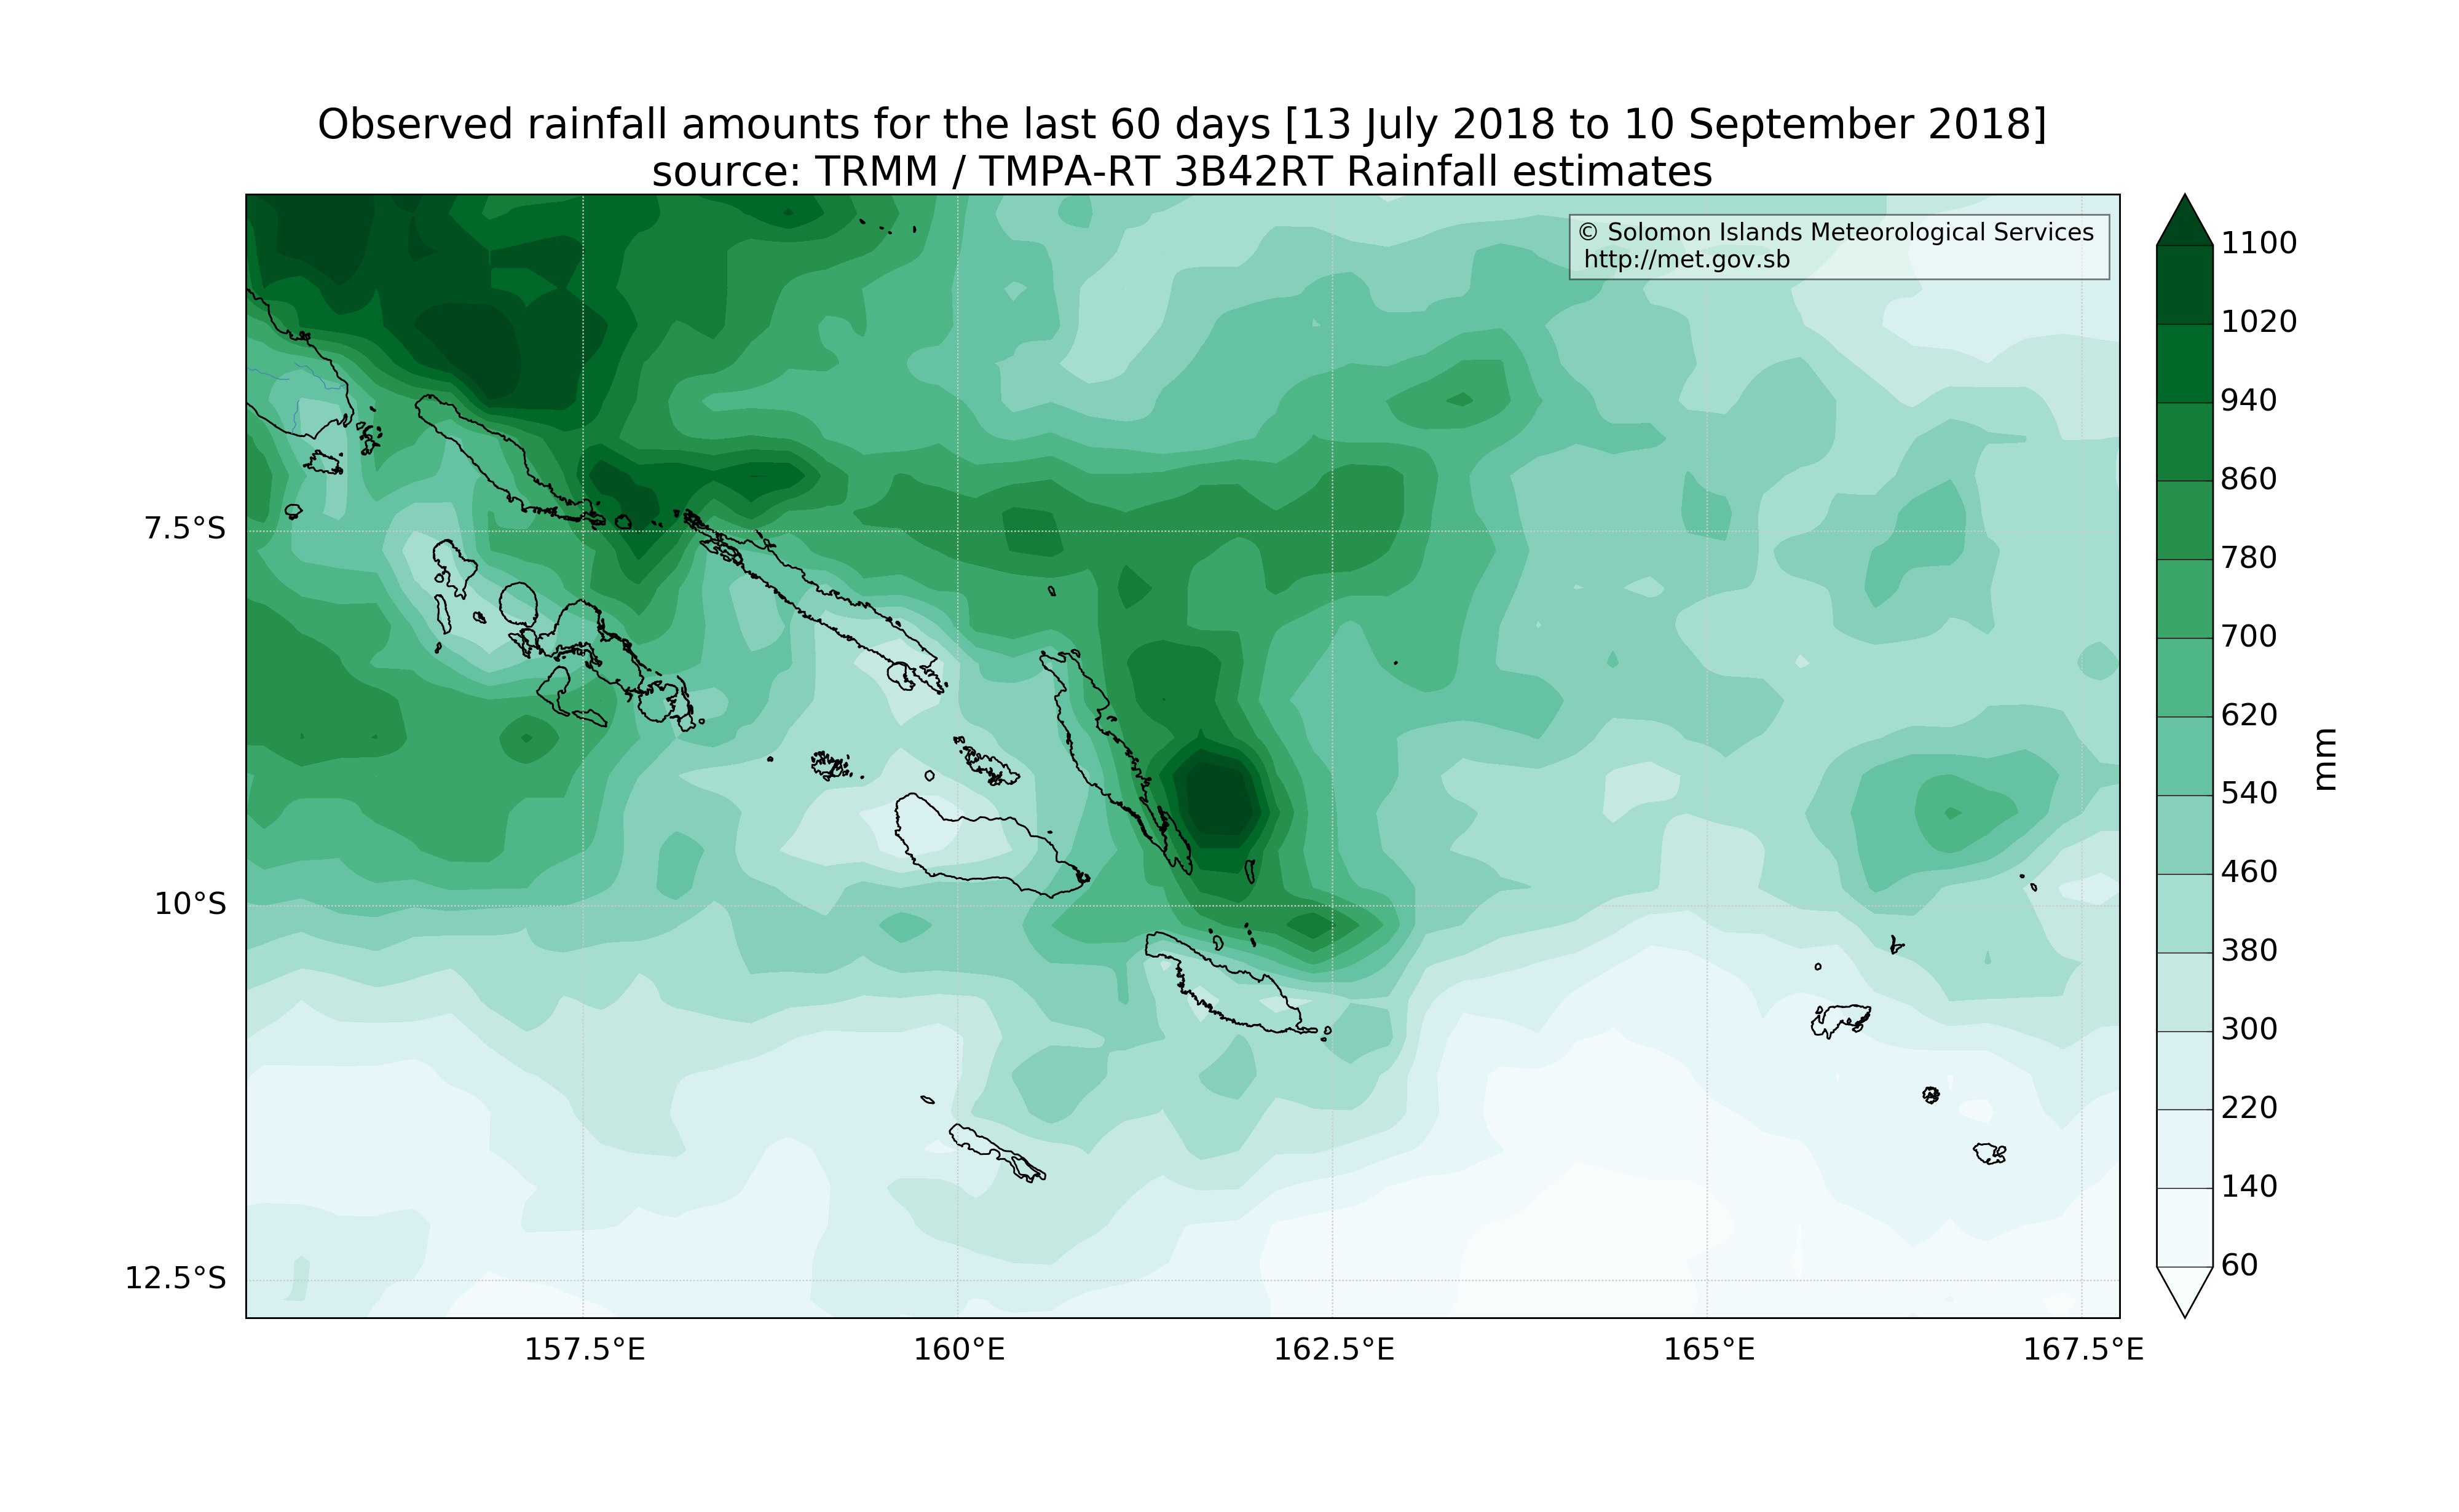 Observed rainfall amounts for the last 60 days [13 July 2018 to 10 September 2018]
source: TRMM / TMPA-RT 3B42RT Rainfall estimates
© Solomon Islands Meteorological Services
http://met.gov.sb
7.5°S
10°S
12.5°S
157.5°E
160°E
162.5°E
165°E
167.5°E
1100
1020
940
860
780
700
620
540
460
380
300
220
140
60
mm